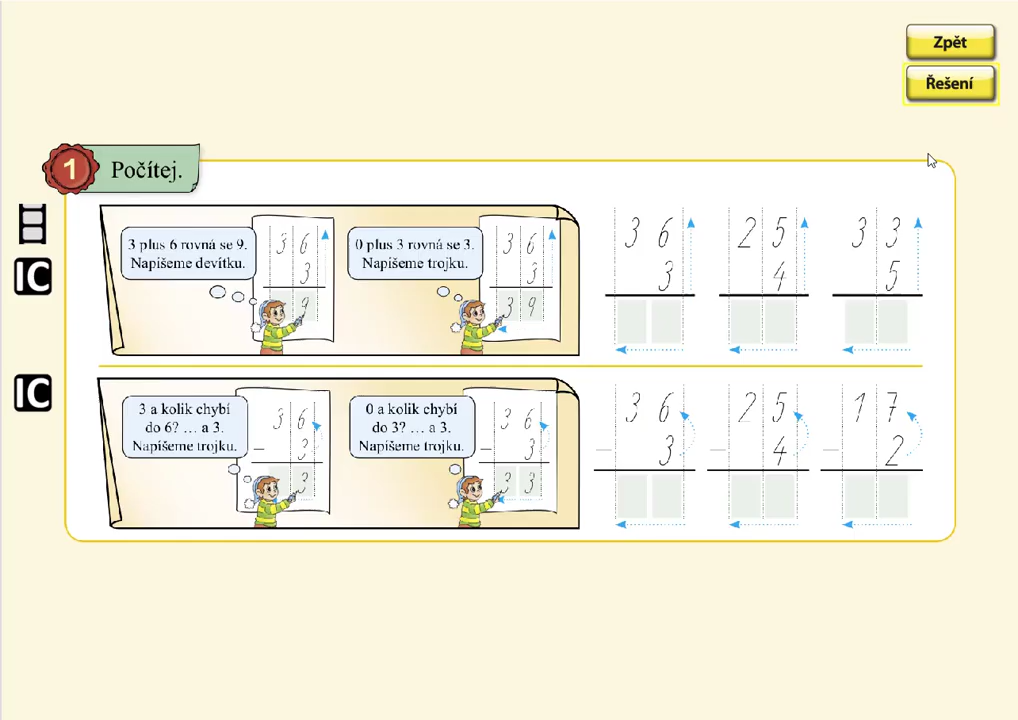 Zpět
Řešení
1 Počítej.
IC
3 plus 6 rovná se 9.
Napíšeme devítku.
3 6
3
9
0 plus 3 rovná se 3.
Napíšeme trojku.
3 6
3
3 9
3 6
3
2 5
4
3 3
5
IC
3 a kolik chybí
do 6? … a 3.
Napíšeme trojku.
3 6
– 3
3
0 a kolik chybí
do 3? … a 3.
Napíšeme trojku.
3 6
– 3
3 3
3 6
– 3
2 5
– 4
1 7
– 2